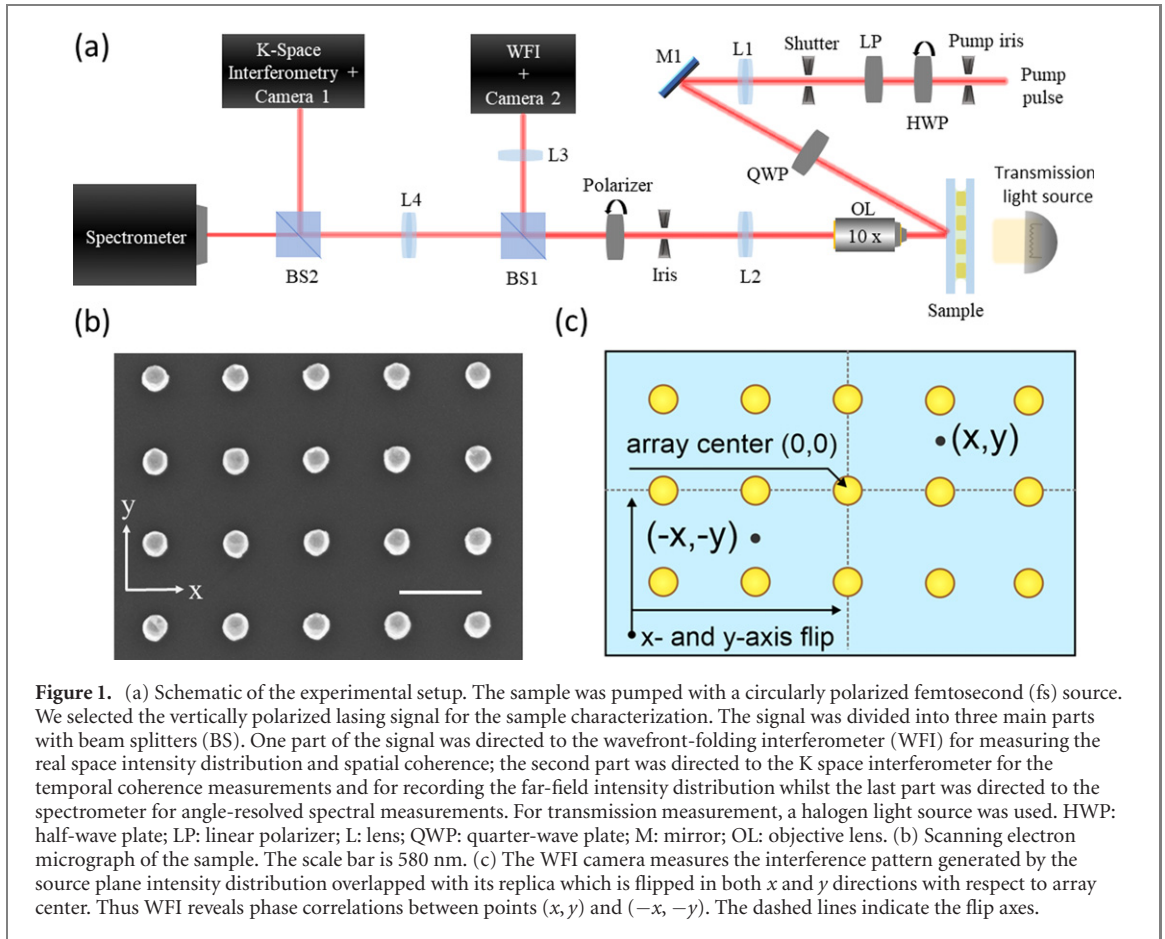 (a)
K-Space
Interferometry +
Camera 1
WFI
+
Camera 2
M1
L1
Shutter
LP
Pump iris
Pump
pulse
HWP
L3
QWP
Transmission
light source
Polarizer
OL
10 x
L4
Spectrometer
BS2
BS1
Iris
L2
Sample
(b)
y
x
(c)
array center (0,0)
(x,y)
(-x,-y)
x- and y-axis flip
Figure 1. (a) Schematic of the experimental setup. The sample was pumped with a circularly polarized femtosecond (fs) source.
We selected the vertically polarized lasing signal for the sample characterization. The signal was divided into three main parts
with beam splitters (BS). One part of the signal was directed to the wavefront-folding interferometer (WFI) for measuring the
real space intensity distribution and spatial coherence; the second part was directed to the K space interferometer for the
temporal coherence measurements and for recording the far-field intensity distribution whilst the last part was directed to the
spectrometer for angle-resolved spectral measurements. For transmission measurement, a halogen light source was used. HWP:
half-wave plate; LP: linear polarizer; L: lens; QWP: quarter-wave plate; M: mirror; OL: objective lens. (b) Scanning electron
micrograph of the sample. The scale bar is 580 nm. (c) The WFI camera measures the interference pattern generated by the
source plane intensity distribution overlapped with its replica which is flipped in both x and y directions with respect to array
center. Thus WFI reveals phase correlations between points (x, y) and (−x, −y). The dashed lines indicate the flip axes.